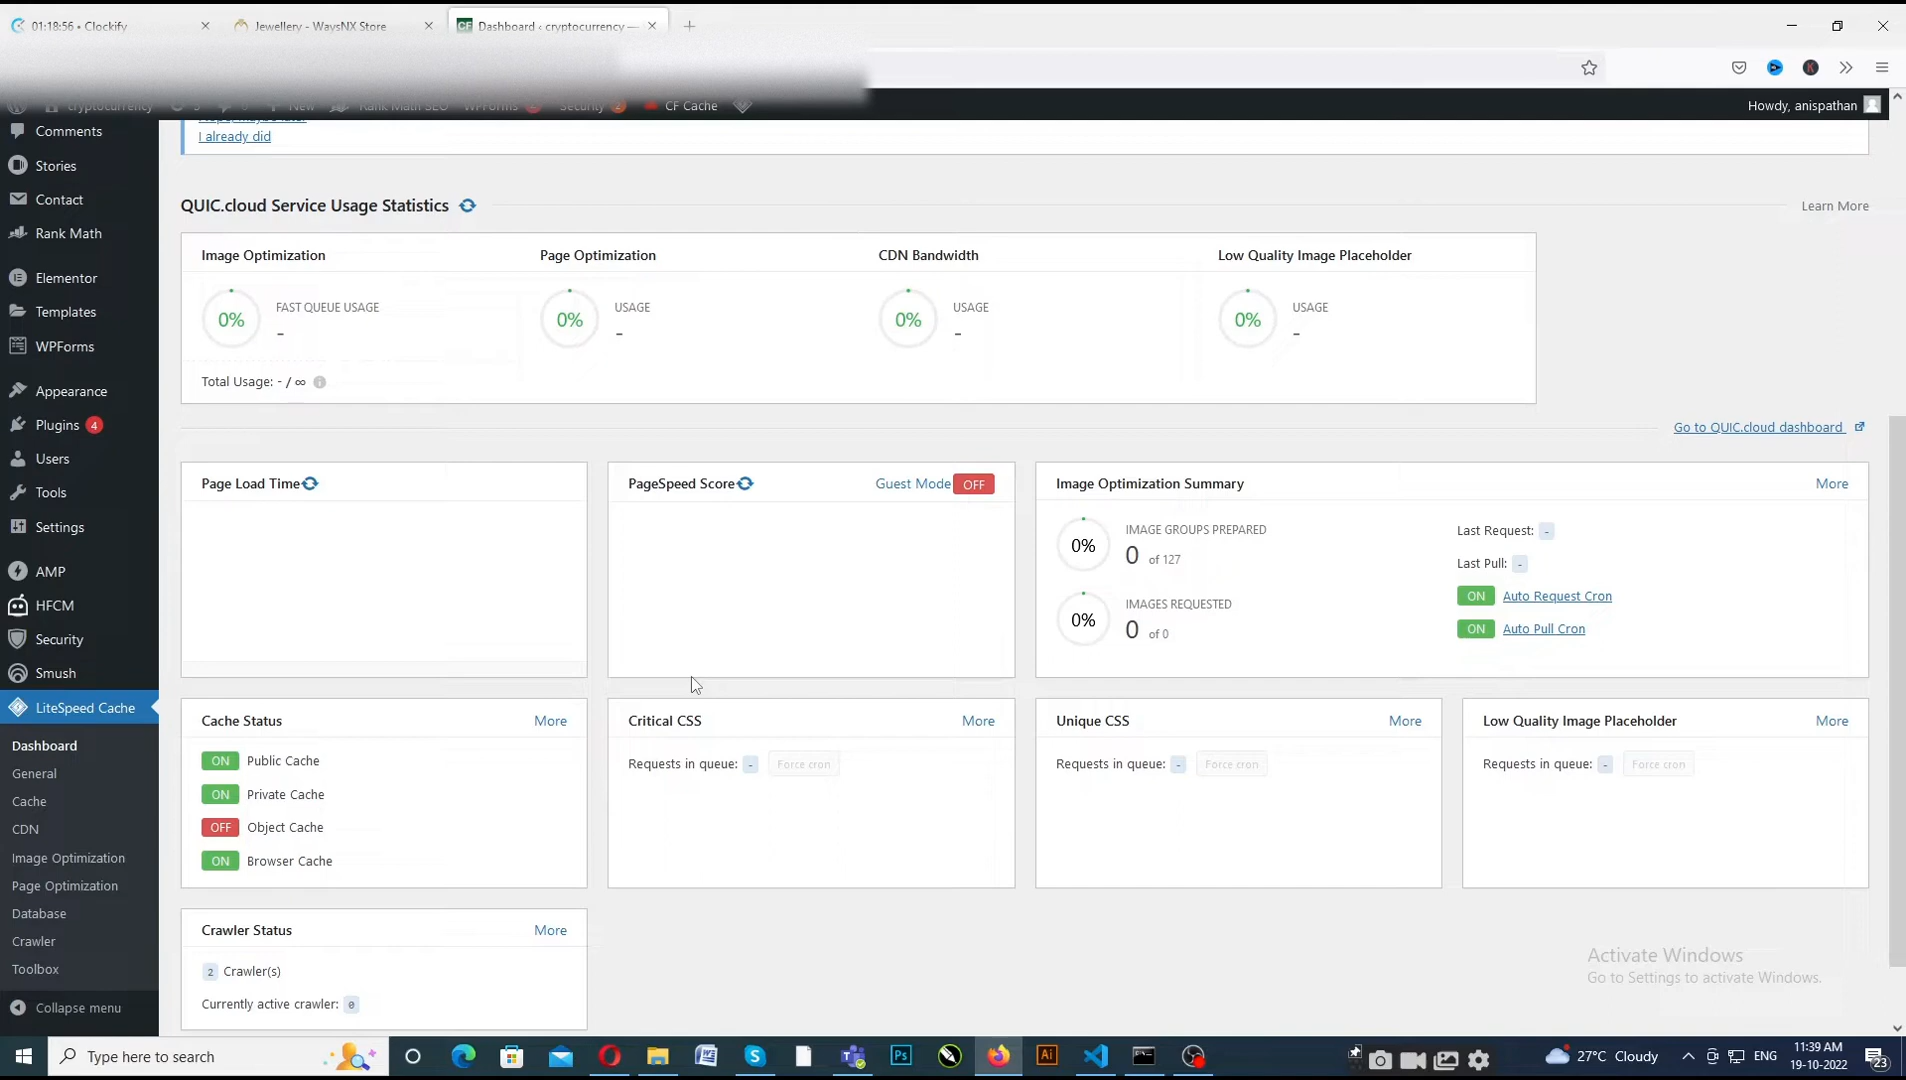 01:18:56 • Clockify
Jewellery - WaysNX Store
CF Dashboard ‹ cryptocurrency —
cryptocurrency 5 New Rank Math SEO WPForms Security 2 CF Cache
Howdy, anispathan
Comments
Stories
Contact
Rank Math
Elementor
Templates
WPForms
Appearance
Plugins 4
Users
Tools
Settings
AMP
HFCM
Security
Smush
LiteSpeed Cache
Dashboard
General
Cache
CDN
Image Optimization
Page Optimization
Database
Crawler
Toolbox
Collapse menu
I already did
QUIC.cloud Service Usage Statistics
Learn More
Image Optimization
0%
FAST QUEUE USAGE
-
Total Usage: - / ∞
Page Optimization
0%
USAGE
-
CDN Bandwidth
0%
USAGE
-
Low Quality Image Placeholder
0%
USAGE
-
Go to QUIC.cloud dashboard
Page Load Time
PageSpeed Score
Guest Mode OFF
Image Optimization Summary
More
0%
IMAGE GROUPS PREPARED
0 of 127
0%
IMAGES REQUESTED
0 of 0
Last Request: -
Last Pull: -
ON Auto Request Cron
ON Auto Pull Cron
Cache Status
More
ON Public Cache
ON Private Cache
OFF Object Cache
ON Browser Cache
Critical CSS
More
Requests in queue: - Force cron
Unique CSS
More
Requests in queue: - Force cron
Low Quality Image Placeholder
More
Requests in queue: - Force cron
Crawler Status
More
2 Crawler(s)
Currently active crawler: 0
Activate Windows
Go to Settings to activate Windows.
Type here to search
Ps
Ai
27°C Cloudy
ENG
11:39 AM
19-10-2022
23